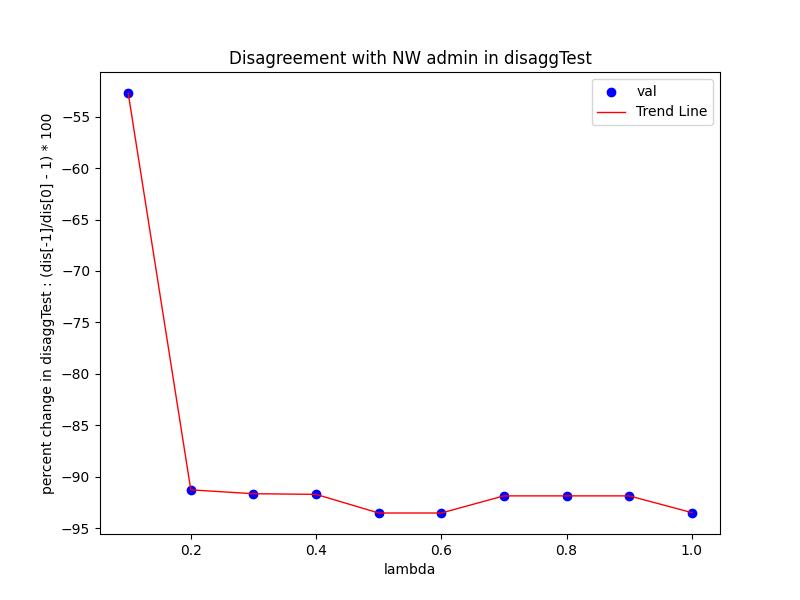 Disagreement with NW admin in disaggTest
val
Trend Line
percent change in disaggTest : (dis[-1]/dis[0] - 1) * 100
−55
−60
−65
−70
−75
−80
−85
−90
−95
0.2
0.4
0.6
0.8
1.0
lambda